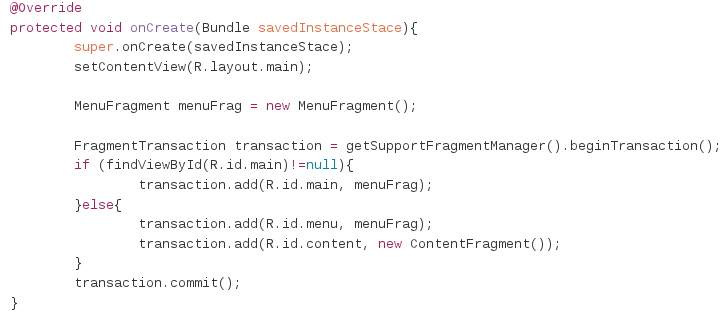 @Override
protected void onCreate(Bundle savedInstanceStace){
super.onCreate(savedInstanceStace);
setContentView(R.layout.main);
MenuFragment menuFrag = new MenuFragment();
FragmentTransaction transaction = getSupportFragmentManager().beginTransaction();
if (findViewById(R.id.main)!=null){
transaction.add(R.id.main, menuFrag);
}else{
transaction.add(R.id.menu, menuFrag);
transaction.add(R.id.content, new ContentFragment());
}
transaction.commit();
}